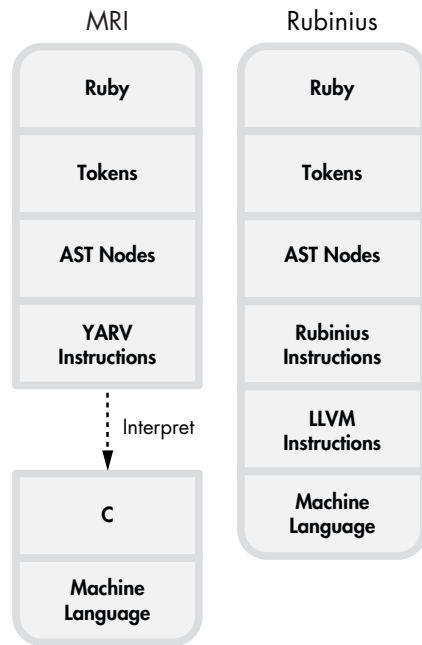 MRI
Ruby
Tokens
AST Nodes
YARV
Instructions
Interpret
C
Machine
Language
Rubinius
Ruby
Tokens
AST Nodes
Rubinius
Instructions
LLVM
Instructions
Machine
Language